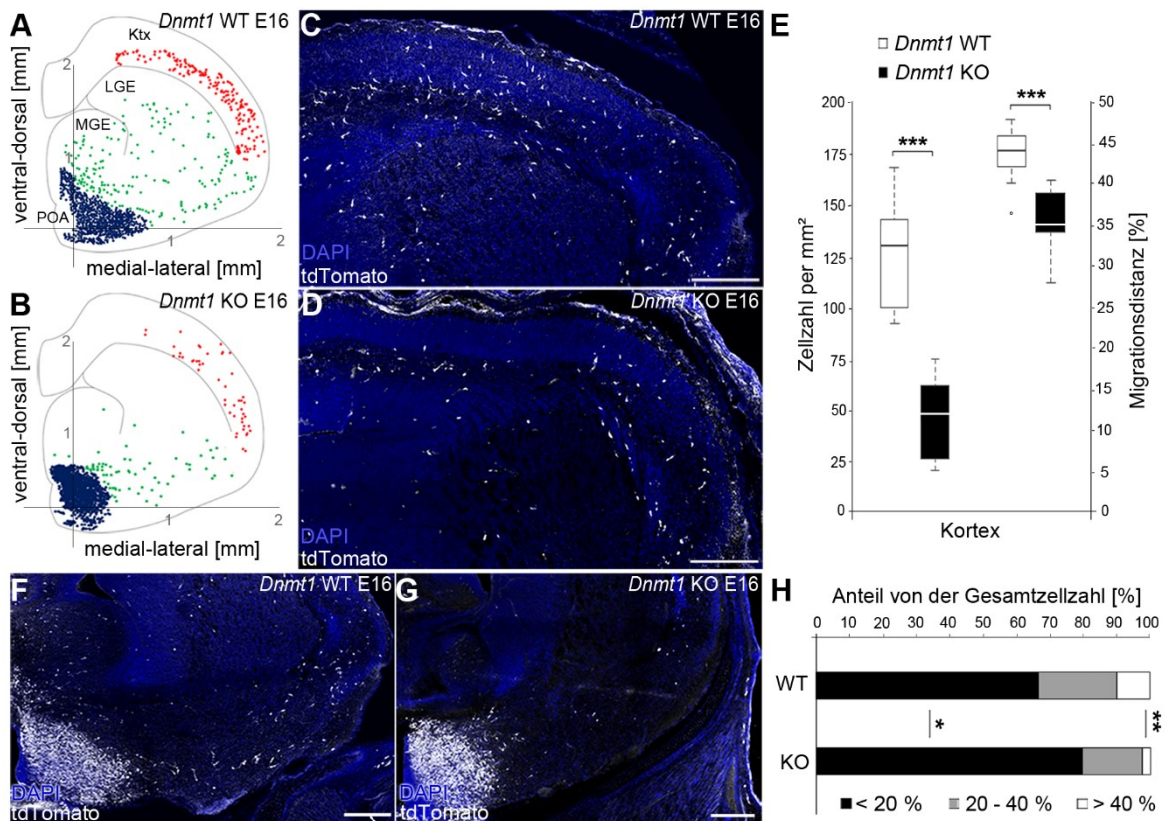 A
Dnmt1 WT E16
Ktx
LGE
MGE
POA
ventral-dorsal [mm]
2
1
1
2
medial-lateral [mm]
B
Dnmt1 KO E16
ventral-dorsal [mm]
2
1
1
2
medial-lateral [mm]
C
Dnmt1 WT E16
DAPI
tdTomato
D
Dnmt1 KO E16
DAPI
tdTomato
E
Dnmt1 WT
Dnmt1 KO
***
***
Zellzahl per mm²
200
175
150
125
100
75
50
25
0
50
45
40
35
30
25
20
15
10
5
0
Migrationsdistanz [%]
Kortex
F
Dnmt1 WT E16
DAPI
tdTomato
G
Dnmt1 KO E16
DAPI
tdTomato
H
Anteil von der Gesamtzellzahl [%]
0 10 20 30 40 50 60 70 80 90 100
WT
* **
KO
< 20 % 20 - 40 % > 40 %